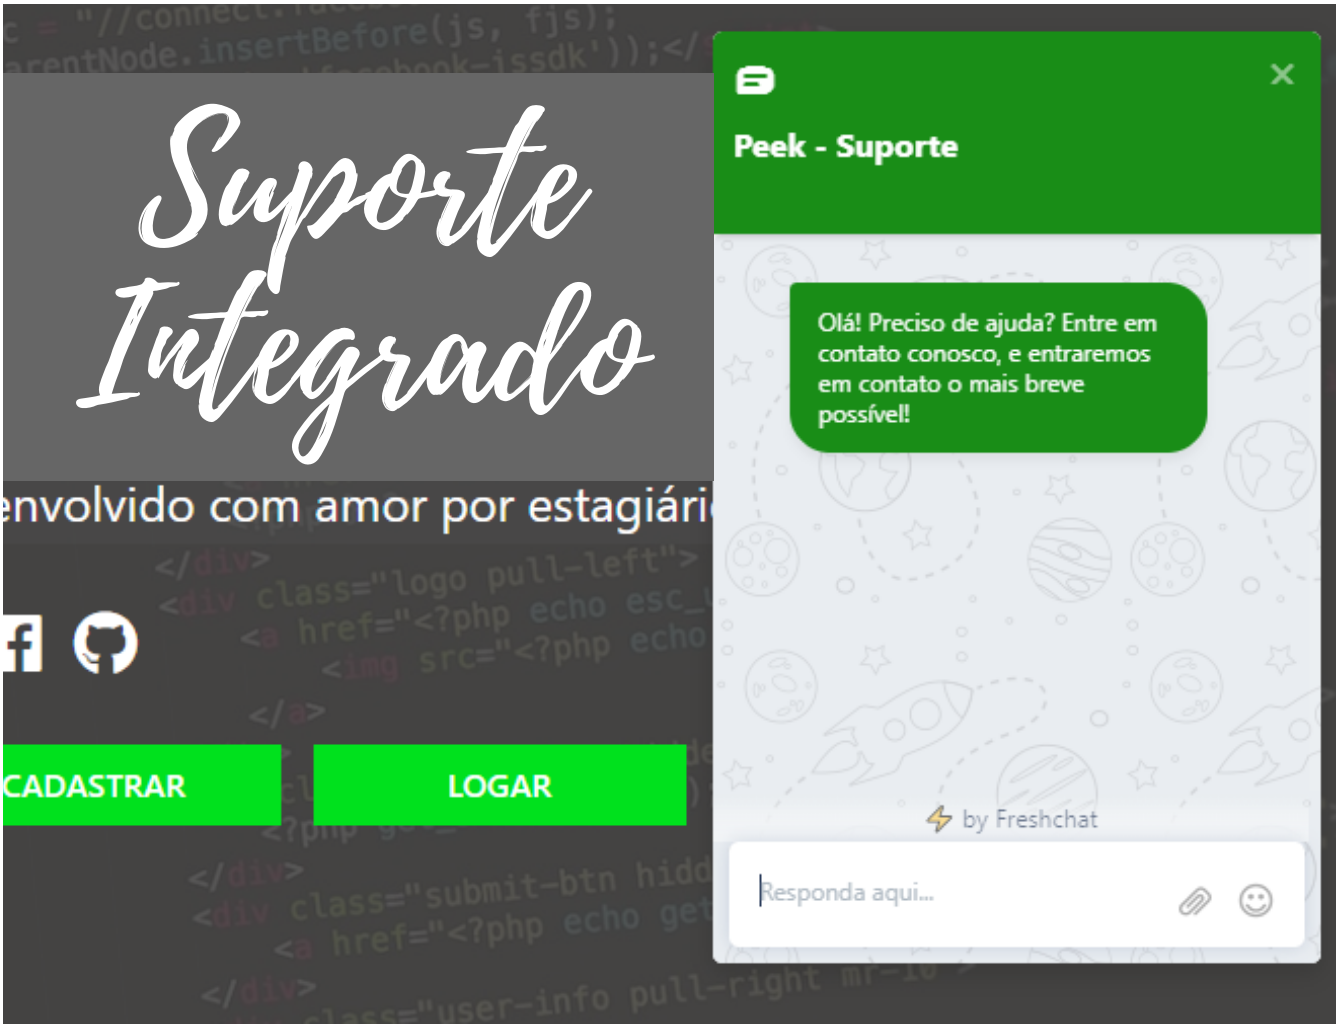 c = "//connect.facebo
arentNode.insertBefore(js, fjs);
facebook-jssdk'));</
Suporte
Integrado
envolvido com amor por estagiári
</div>
<div class="logo pull-left">
<a href="<?php echo esc_u
<img src="<?php echo
</a>
CADASTRAR
LOGAR
<?php get_
</div>
<div class="submit-btn hidd
<a href="<?php echo get
</div>
class="user-info pull-right mr-10">
Peek - Suporte
Olá! Preciso de ajuda? Entre em
contato conosco, e entraremos
em contato o mais breve
possível!
by Freshchat
Responda aqui...